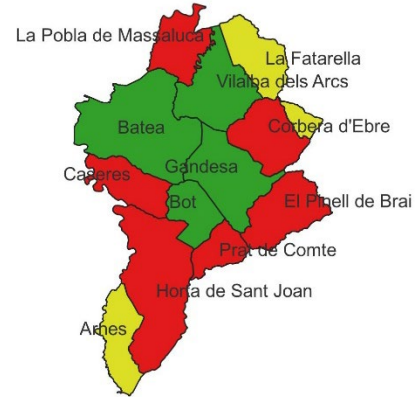 La Pobla de Massaluca
La Fatarella
Vilalba dels Arcs
Batea
Corbera d'Ebre
Gandesa
Caseres
Bot
El Pinell de Brai
Prat de Comte
Horta de Sant Joan
Arnes